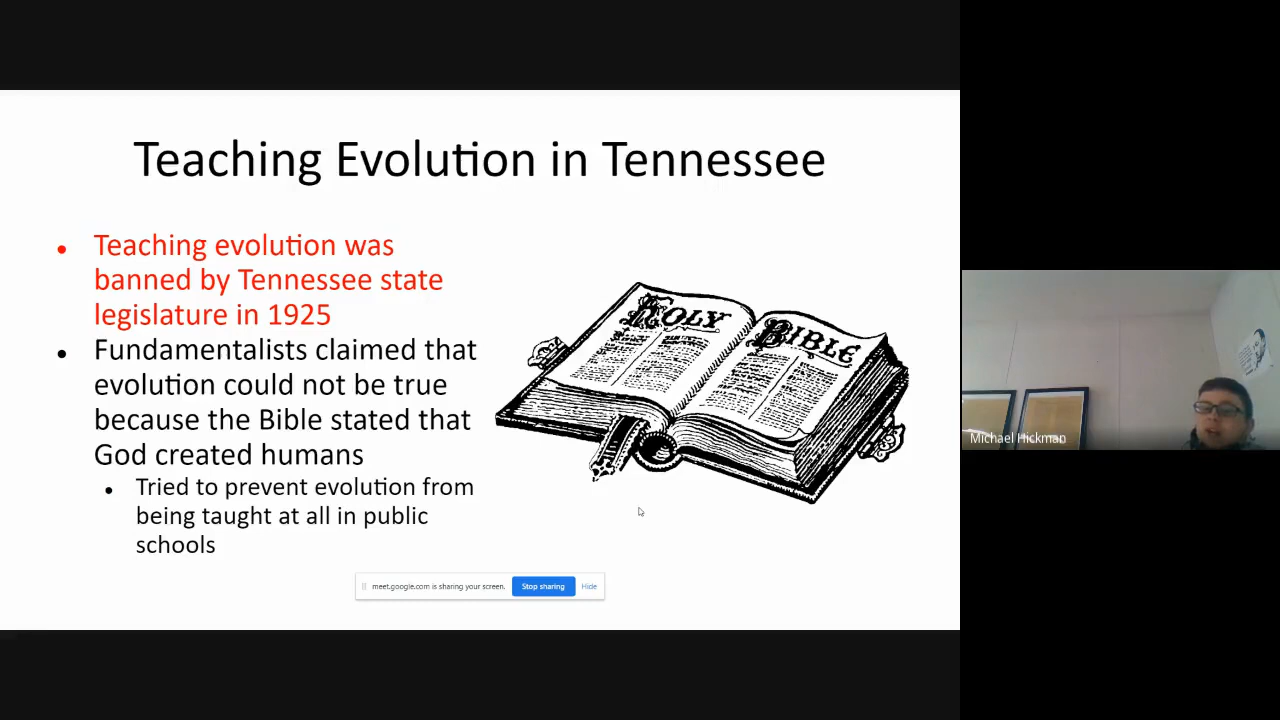 Teaching Evolution in Tennessee
Teaching evolution was
banned by Tennessee state
legislature in 1925
Fundamentalists claimed that
evolution could not be true
because the Bible stated that
God created humans
Tried to prevent evolution from
being taught at all in public
schools
HOLY BIBLE
meet.google.com is sharing your screen. Stop sharing Hide
Michael Hickman